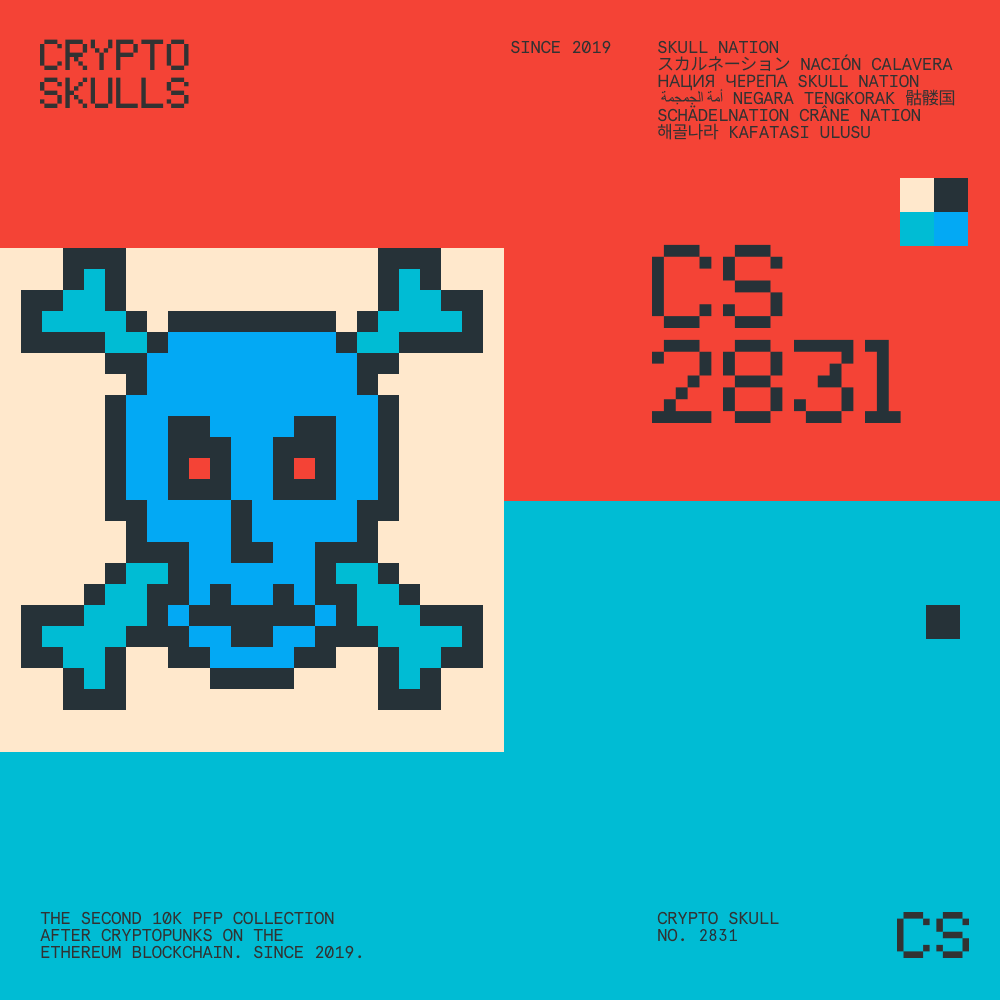 CRYPTO
SKULLS
SINCE 2019
SKULL NATION
スカルネーション NACIÓN CALAVERA
НАЦИЯ ЧЕРЕПА SKULL NATION
أمة الجمجمة NEGARA TENGKORAK 骷髅国
SCHÄDELNATION CRÂNE NATION
해골나라 KAFATASI ULUSU
CS
2831
THE SECOND 10K PFP COLLECTION
AFTER CRYPTOPUNKS ON THE
ETHEREUM BLOCKCHAIN. SINCE 2019.
CRYPTO SKULL
NO. 2831
CS